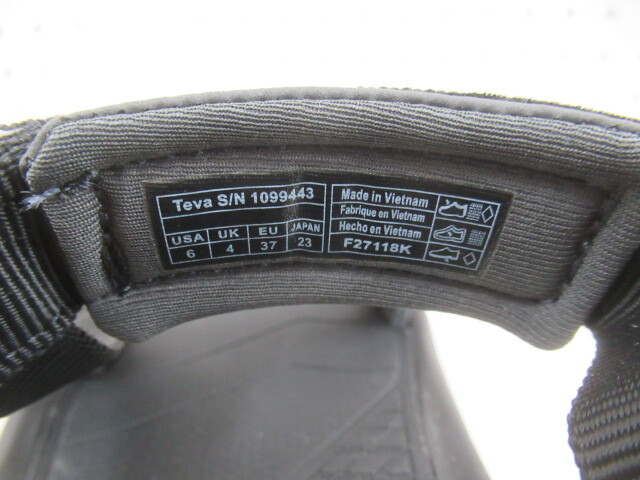 Teva S/N 1099443
USA UK EU JAPAN
6 4 37 23
Made in Vietnam
Fabrique en Vietnam
Hecho en Vietnam
F27118K